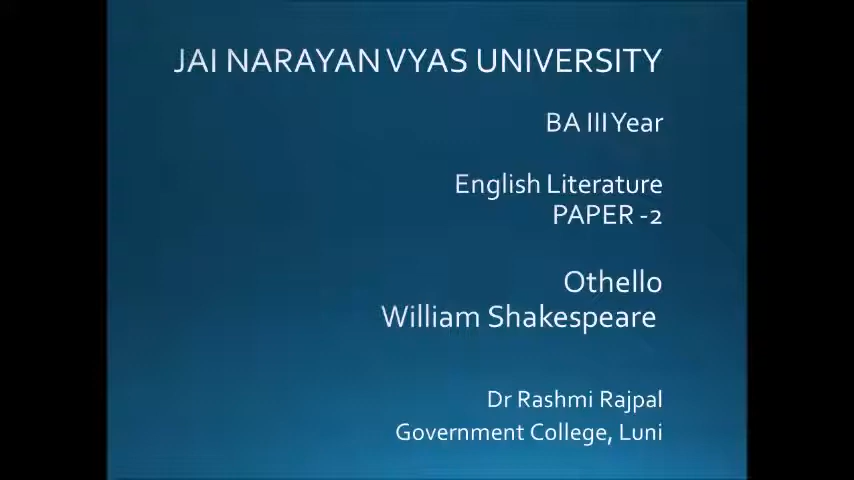 JAI NARAYAN VYAS UNIVERSITY
BA III Year
English Literature
PAPER -2
Othello
William Shakespeare
Dr Rashmi Rajpal
Government College, Luni